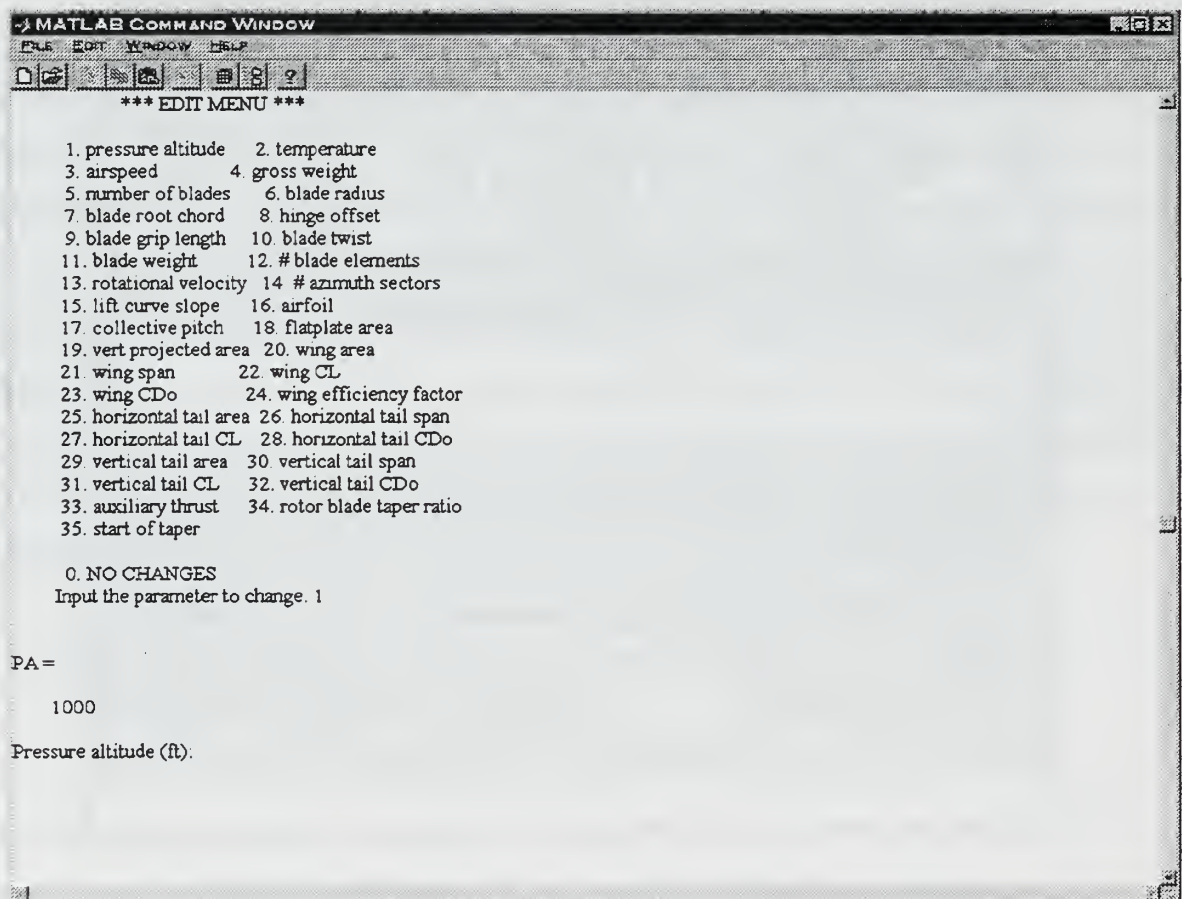 MATLAB COMMAND WINDOW
FILE EDIT WINDOW HELP
*** EDIT MENU ***
1. pressure altitude 2. temperature
3. airspeed 4. gross weight
5. number of blades 6. blade radius
7. blade root chord 8. hinge offset
9. blade grip length 10. blade twist
11. blade weight 12. # blade elements
13. rotational velocity 14 # azimuth sectors
15. lift curve slope 16. airfoil
17. collective pitch 18. flatplate area
19. vert projected area 20. wing area
21. wing span 22. wing CL
23. wing CDo 24. wing efficiency factor
25. horizontal tail area 26. horizontal tail span
27. horizontal tail CL 28. horizontal tail CDo
29. vertical tail area 30. vertical tail span
31. vertical tail CL 32. vertical tail CDo
33. auxiliary thrust 34. rotor blade taper ratio
35. start of taper
0. NO CHANGES
Input the parameter to change. 1
PA =
1000
Pressure altitude (ft):